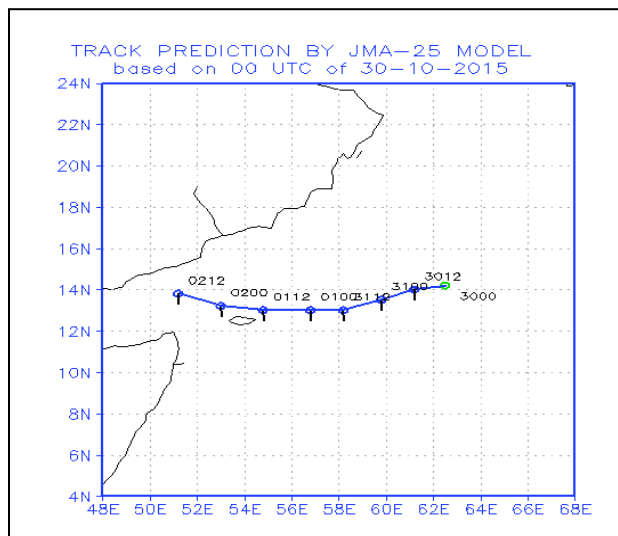 TRACK PREDICTION BY JMA-25 MODEL
based on 00 UTC of 30-10-2015
24N
22N
20N
18N
16N
14N
12N
10N
8N
6N
4N
0212
0200
0112
0100
3112
3100
3012
3000
48E 50E 52E 54E 56E 58E 60E 62E 64E 66E 68E